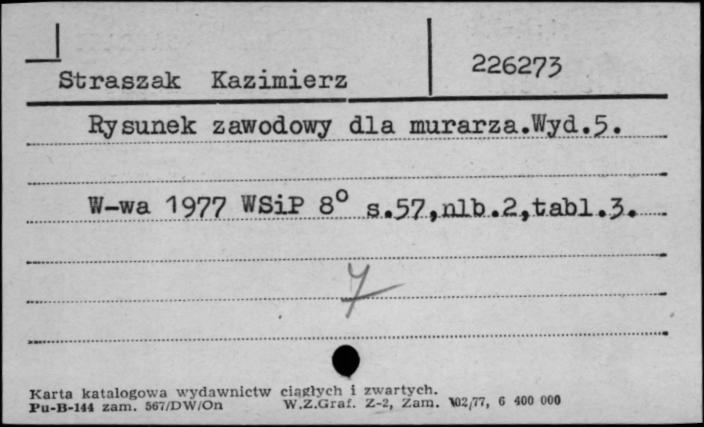 226273
Straszak Kazimierz
Rysunek zawodowy dla murarza.Wyd.5.
W-wa 1977 WSiP 8° s.57,nlb.2,tabl.3.
7
Karta katalogowa wydawnictw ciągłych i zwartych.
Pu-B-144 zam. 567/DW/On W.Z.Graf. Z-2, Zam. 102/77, 6 400 000